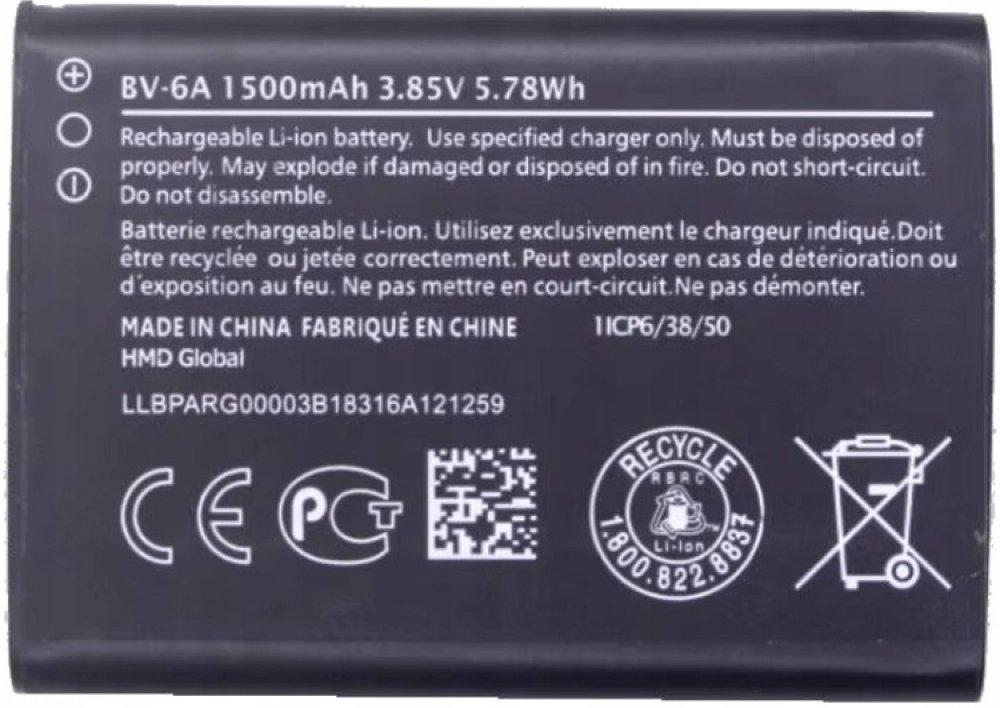 BV-6A 1500mAh 3.85V 5.78Wh
Rechargeable Li-ion battery. Use specified charger only. Must be disposed of
properly. May explode if damaged or disposed of in fire. Do not short-circuit.
Do not disassemble.
Batterie rechargeable Li-ion. Utilisez exclusivement le chargeur indiqué.Doit
être recyclée ou jetée correctement. Peut exploser en cas de détérioration ou
d'exposition au feu. Ne pas mettre en court-circuit.Ne pas démonter.
MADE IN CHINA FABRIQUÉ EN CHINE 1ICP6/38/50
HMD Global
LLBPARG00003B18316A121259
CE PCT
RECYCLE
RBRC
Li-ion
1.800.822.8837